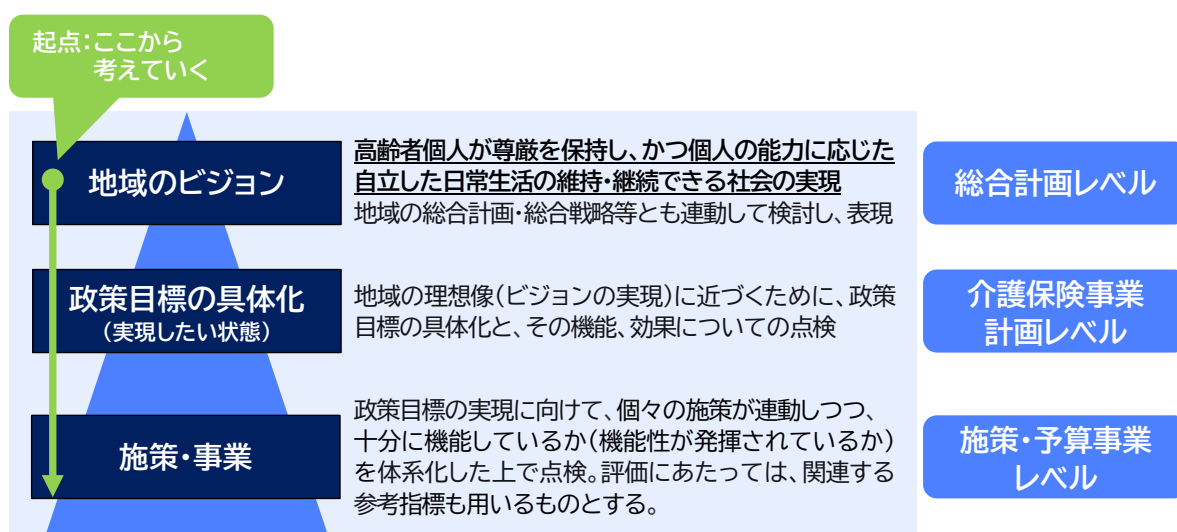 起点：ここから
考えていく
地域のビジョン
高齢者個人が尊厳を保持し、かつ個人の能力に応じた
自立した日常生活の維持・継続できる社会の実現
地域の総合計画・総合戦略等とも連動して検討し、表現
総合計画レベル
政策目標の具体化
（実現したい状態）
地域の理想像（ビジョンの実現）に近づくために、政策
目標の具体化と、その機能、効果についての点検
介護保険事業
計画レベル
施策・事業
政策目標の実現に向けて、個々の施策が連動しつつ、
十分に機能しているか（機能性が発揮されているか）
を体系化した上で点検。評価にあたっては、関連する
参考指標も用いるものとする。
施策・予算事業
レベル